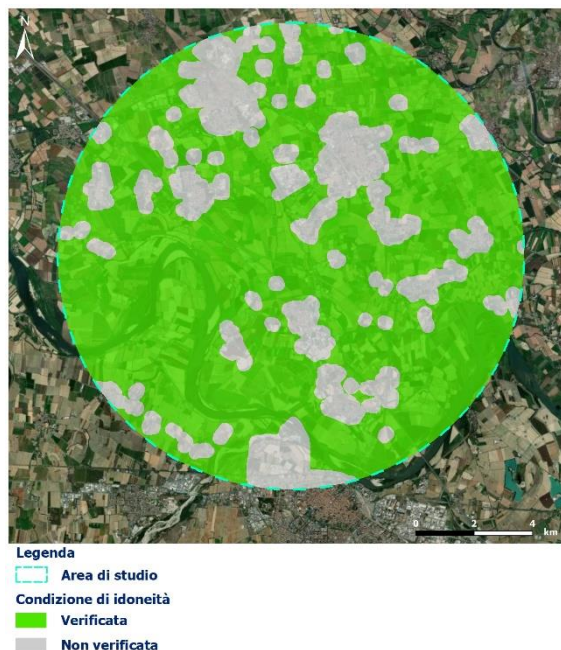 N
0 2 4
km
Legenda
Area di studio
Condizione di idoneità
Verificata
Non verificata